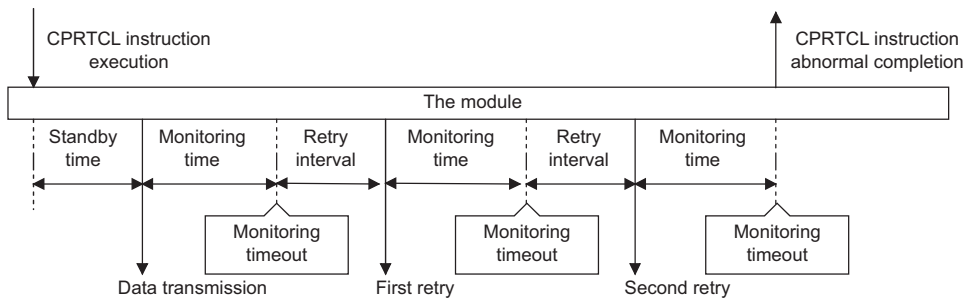 CPRTCL instruction
execution
CPRTCL instruction
abnormal completion
The module
Standby
time
Monitoring
time
Retry
interval
Monitoring
time
Retry
interval
Monitoring
time
Monitoring
timeout
Monitoring
timeout
Monitoring
timeout
Data transmission
First retry
Second retry